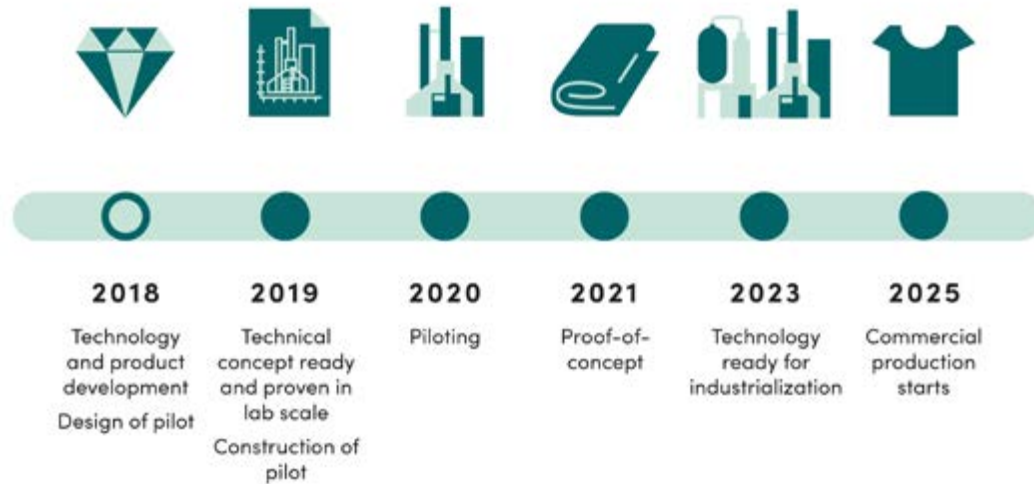 2018
Technology
and product
development
Design of pilot
2019
Technical
concept ready
and proven in
lab scale
Construction of
pilot
2020
Piloting
2021
Proof-of-
concept
2023
Technology
ready for
industrialization
2025
Commercial
production
starts